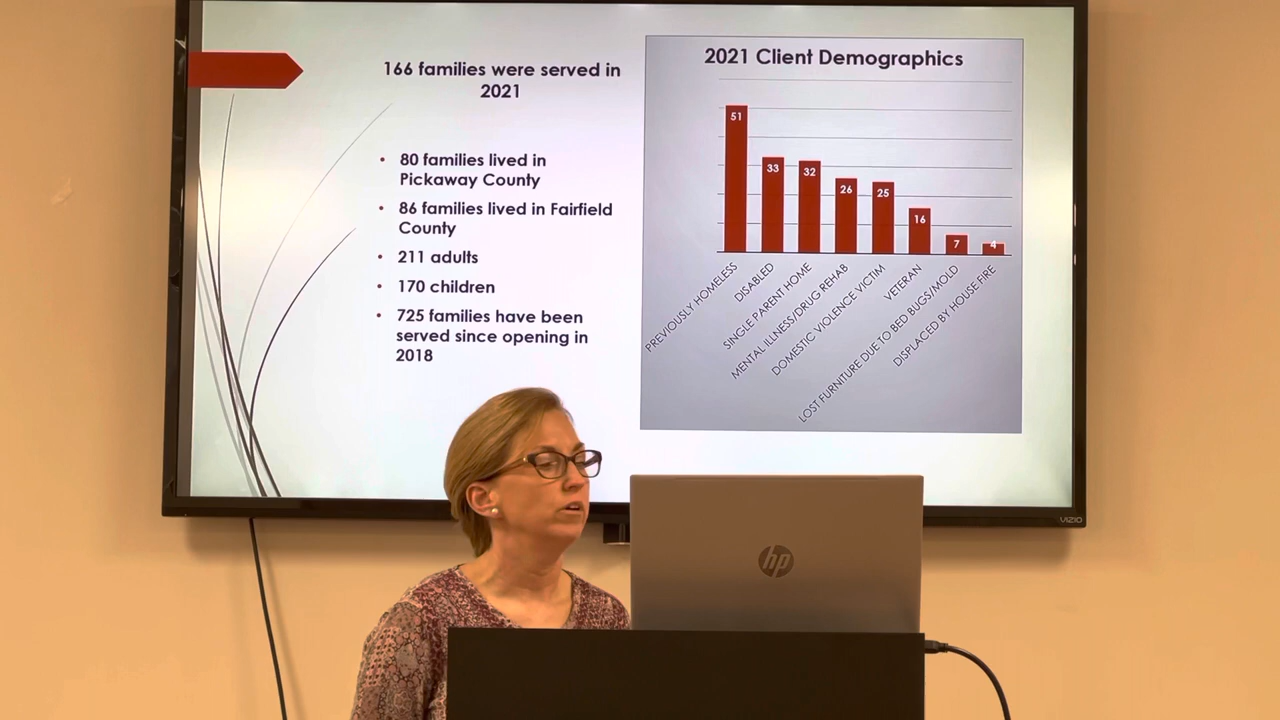 166 families were served in
2021
• 80 families lived in
Pickaway County
• 86 families lived in Fairfield
County
• 211 adults
• 170 children
• 725 families have been
served since opening in
2018
2021 Client Demographics
51
33
32
26
25
16
7
4
PREVIOUSLY HOMELESS
DISABLED
SINGLE PARENT HOME
MENTAL ILLNESS/DRUG REHAB
DOMESTIC VIOLENCE VICTIM
VETERAN
LOST FURNITURE DUE TO BED BUGS/MOLD
DISPLACED BY HOUSE FIRE
VIZIO
hp